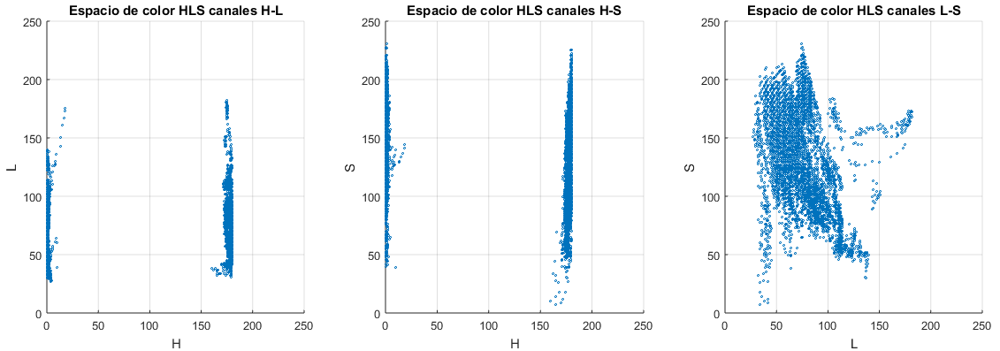 Espacio de color HLS canales H-L
250
200
150
100
50
0
0 50 100 150 200 250
L
H
Espacio de color HLS canales H-S
250
200
150
100
50
0
0 50 100 150 200 250
S
H
Espacio de color HLS canales L-S
250
200
150
100
50
0
0 50 100 150 200 250
S
L